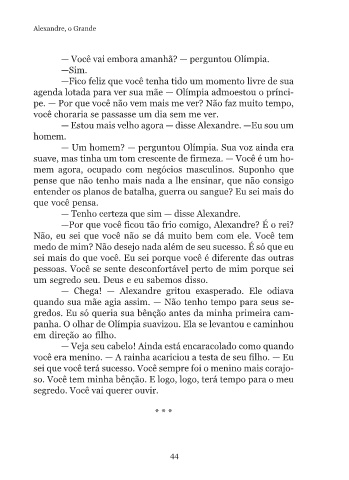 Alexandre, o Grande
— Você vai embora amanhã? — perguntou Olímpia.
—Sim.
—Fico feliz que você tenha tido um momento livre de sua
agenda lotada para ver sua mãe — Olímpia admoestou o prínci-
pe. — Por que você não vem mais me ver? Não faz muito tempo,
você choraria se passasse um dia sem me ver.
— Estou mais velho agora — disse Alexandre. —Eu sou um
homem.
— Um homem? — perguntou Olímpia. Sua voz ainda era
suave, mas tinha um tom crescente de firmeza. — Você é um ho-
mem agora, ocupado com negócios masculinos. Suponho que
pense que não tenho mais nada a lhe ensinar, que não consigo
entender os planos de batalha, guerra ou sangue? Eu sei mais do
que você pensa.
— Tenho certeza que sim — disse Alexandre.
—Por que você ficou tão frio comigo, Alexandre? É o rei?
Não, eu sei que você não se dá muito bem com ele. Você tem
medo de mim? Não desejo nada além de seu sucesso. É só que eu
sei mais do que você. Eu sei porque você é diferente das outras
pessoas. Você se sente desconfortável perto de mim porque sei
um segredo seu. Deus e eu sabemos disso.
— Chega! — Alexandre gritou exasperado. Ele odiava
quando sua mãe agia assim. — Não tenho tempo para seus se-
gredos. Eu só queria sua bênção antes da minha primeira cam-
panha. O olhar de Olímpia suavizou. Ela se levantou e caminhou
em direção ao filho.
— Veja seu cabelo! Ainda está encaracolado como quando
você era menino. — A rainha acariciou a testa de seu filho. — Eu
sei que você terá sucesso. Você sempre foi o menino mais corajo-
so. Você tem minha bênção. E logo, logo, terá tempo para o meu
segredo. Você vai querer ouvir.
* * *
44